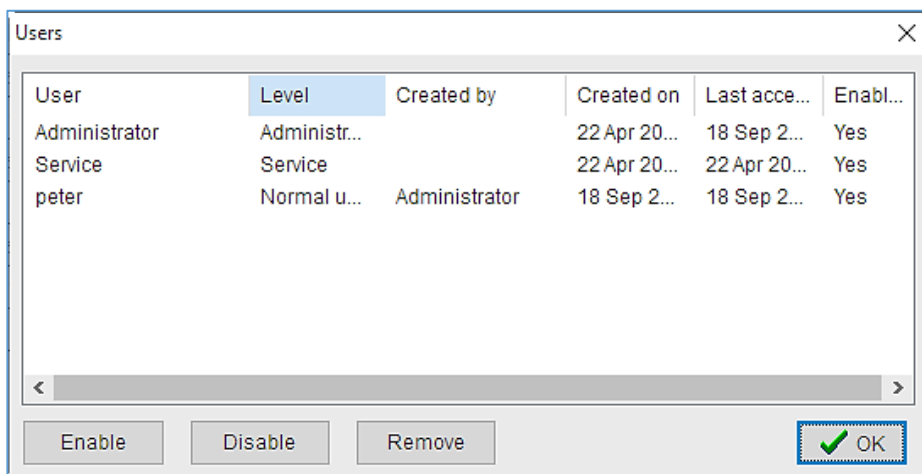 Users
User Level Created by Created on Last acce... Enabl...
Administrator Administr... 22 Apr 20... 18 Sep 2... Yes
Service Service 22 Apr 20... 22 Apr 20... Yes
peter Normal u... Administrator 18 Sep 2... 18 Sep 2... Yes
Enable Disable Remove OK